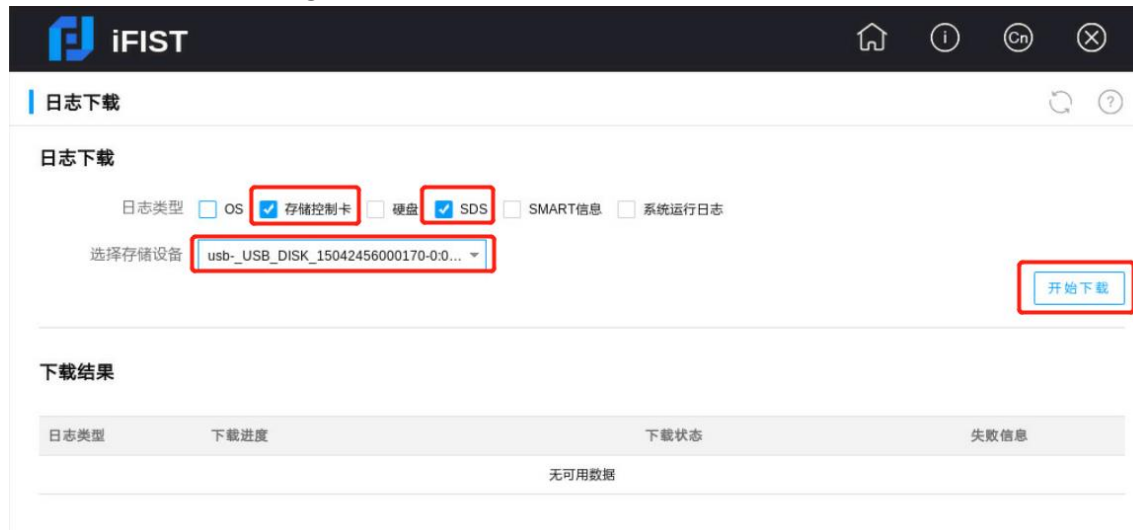 iFIST
Cn
日志下载
日志下载
日志类型 OS 存储控制卡 硬盘 SDS SMART信息 系统运行日志
选择存储设备 usb-_USB_DISK_15042456000170-0:0...
开始下载
下载结果
日志类型 下载进度 下载状态 失败信息
无可用数据